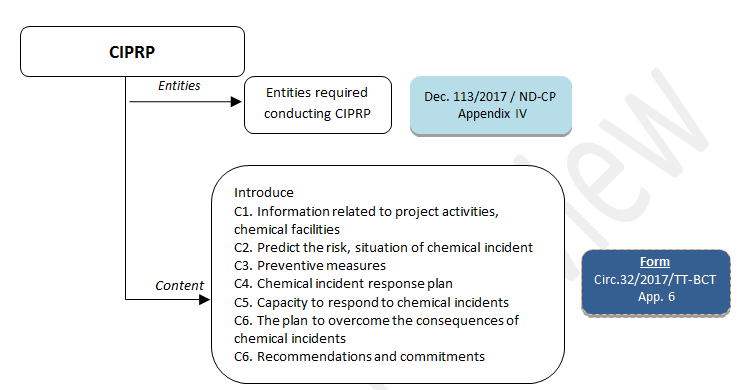 CIPRP
Entities
Entities required
conducting CIPRP
Dec. 113/2017 / ND-CP
Appendix IV
Introduce
C1. Information related to project activities,
chemical facilities
C2. Predict the risk, situation of chemical incident
C3. Preventive measures
C4. Chemical incident response plan
C5. Capacity to respond to chemical incidents
C6. The plan to overcome the consequences of
chemical incidents
C6. Recommendations and commitments
Content
Form
Circ.32/2017/TT-BCT
App. 6